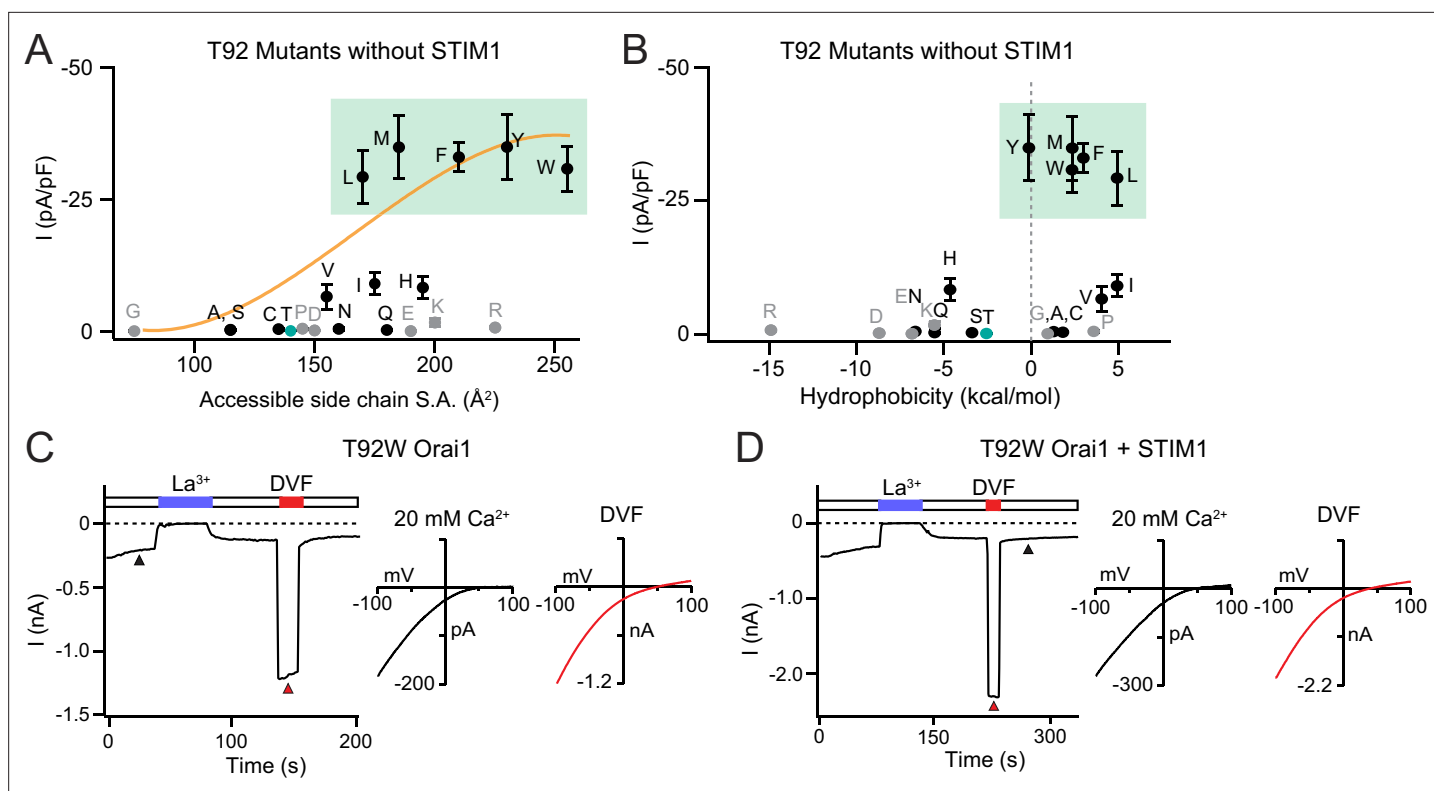 A
T92 Mutants without STIM1
-50
-25
0
I (pA/pF)
L
M
F
Y
W
V
I
H
G
A, S
C
T
P
D
N
Q
E
K
R
100
150
200
250
Accessible side chain S.A. (Å²)
B
T92 Mutants without STIM1
-50
-25
0
I (pA/pF)
Y
M
W
F
L
H
I
V
R
D
E
N
K
Q
S
T
G
,A,C
P
-15
-10
-5
0
5
Hydrophobicity (kcal/mol)
C
T92W Orai1
La³⁺
DVF
0
-0.5
-1.0
-1.5
I (nA)
0
100
200
Time (s)
20 mM Ca²⁺
mV
-100
100
pA
-200
DVF
mV
-100
100
nA
-1.2
D
T92W Orai1 + STIM1
La³⁺
DVF
0
-1.0
-2.0
I (nA)
0
150
300
Time (s)
20 mM Ca²⁺
mV
-100
100
pA
-300
DVF
mV
-100
100
nA
-2.2